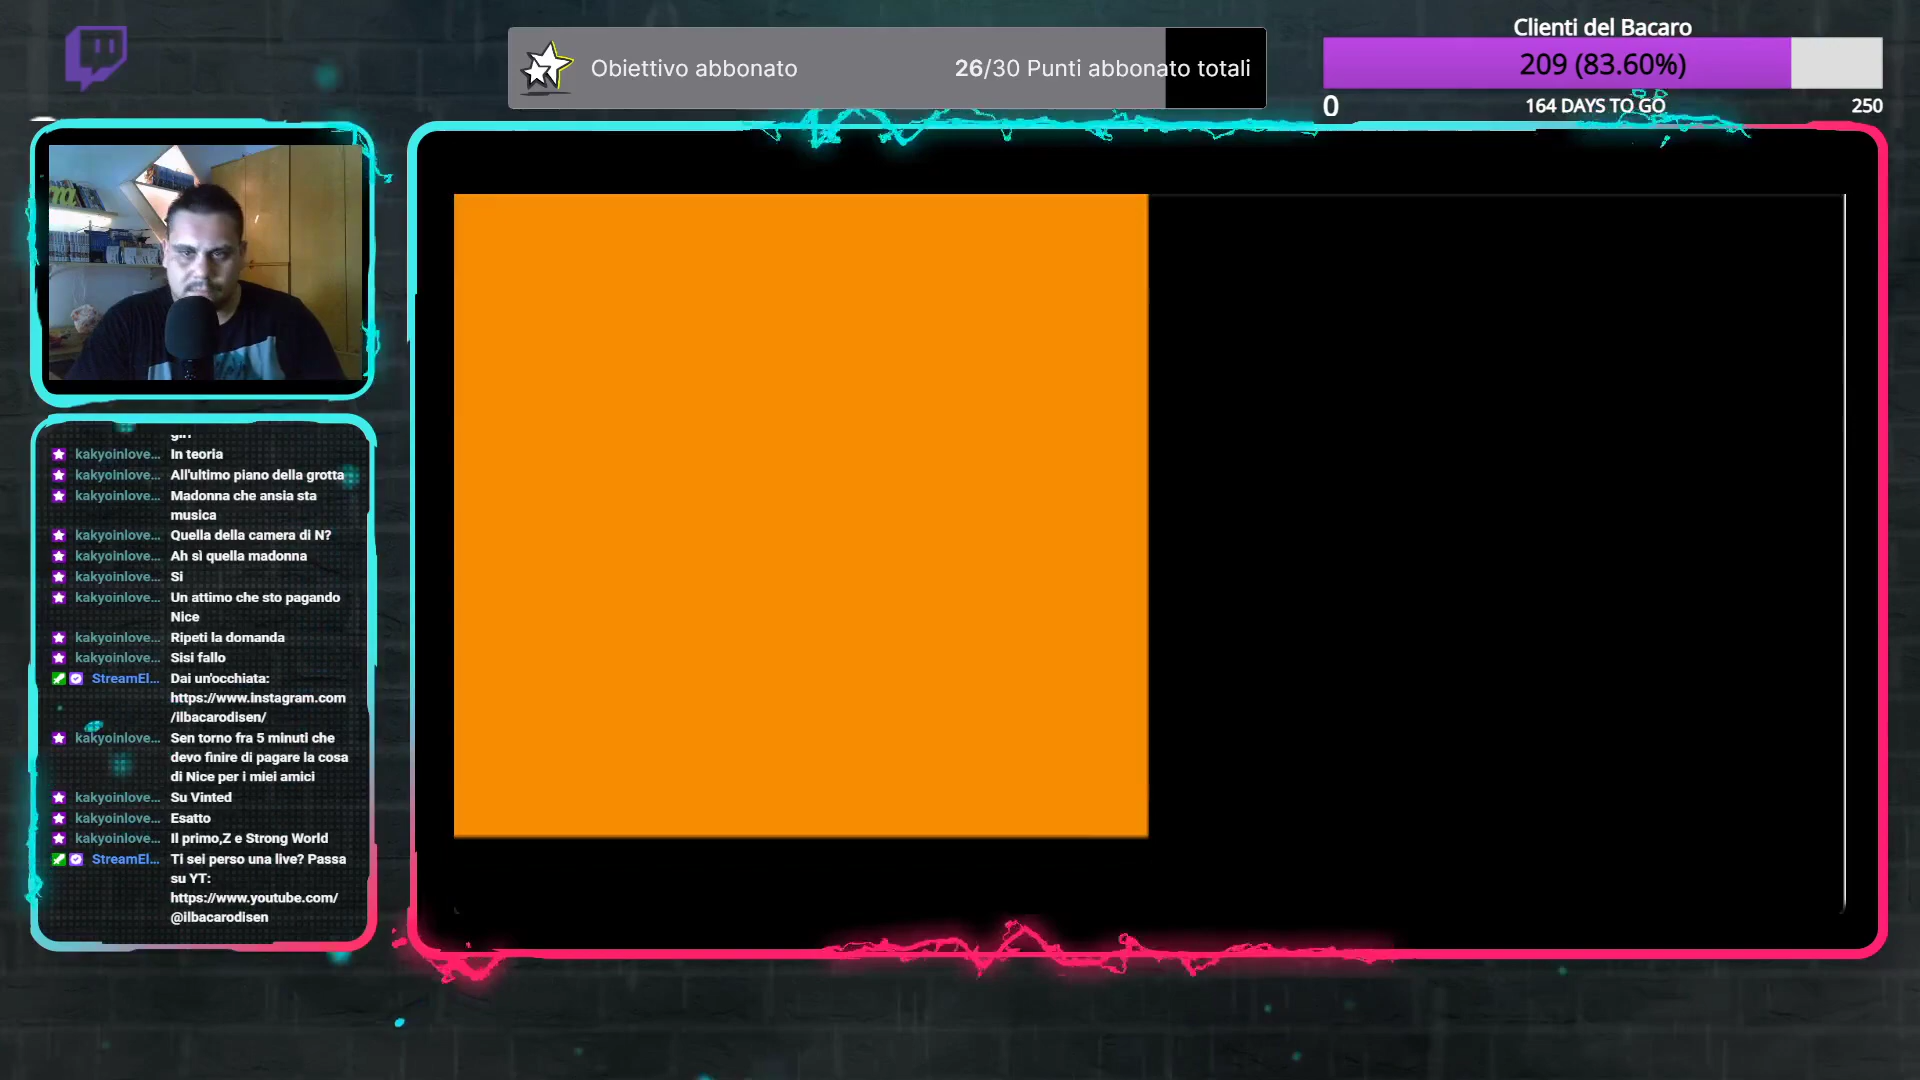 Obiettivo abbonato
26/30 Punti abbonato totali
Clienti del Bacaro
209 (83.60%)
0
164 DAYS TO GO
250
kakyoinlove... In teoria
kakyoinlove... All'ultimo piano della grotta
kakyoinlove... Madonna che ansia sta
musica
kakyoinlove... Quella della camera di N?
kakyoinlove... Ah sì quella madonna
kakyoinlove... Si
kakyoinlove... Un attimo che sto pagando
Nice
kakyoinlove... Ripeti la domanda
kakyoinlove... Sisi fallo
StreamEl... Dai un'occhiata:
https://www.instagram.com
/ilbacarodisen/
kakyoinlove... Sen torno fra 5 minuti che
devo finire di pagare la cosa
di Nice per i miei amici
kakyoinlove... Su Vinted
kakyoinlove... Esatto
kakyoinlove... Il primo,Z e Strong World
StreamEl... Ti sei perso una live? Passa
su YT:
https://www.youtube.com/
@ilbacarodisen